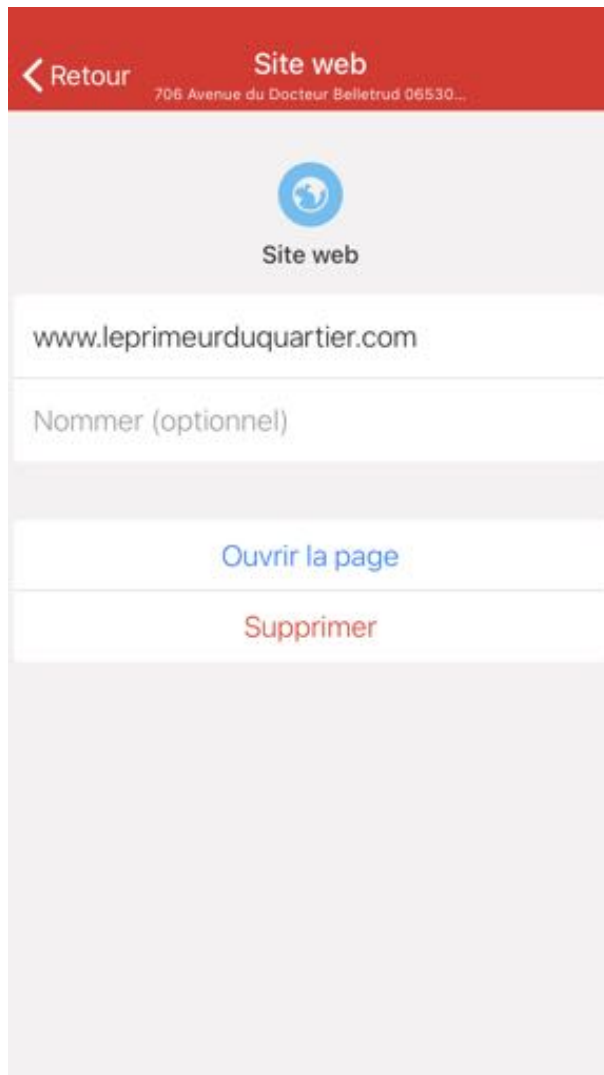 Retour
Site web
706 Avenue du Docteur Belletrud 06530...
Site web
www.leprimeurduquartier.com
Nommer (optionnel)
Ouvrir la page
Supprimer